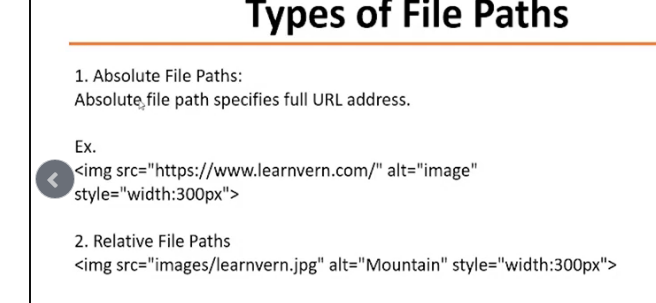 Types of File Paths
1. Absolute File Paths:
Absolute file path specifies full URL address.
Ex.
<img src="https://www.learnvern.com/" alt="image"
style="width:300px">
2. Relative File Paths
<img src="images/learnvern.jpg" alt="Mountain" style="width:300px">